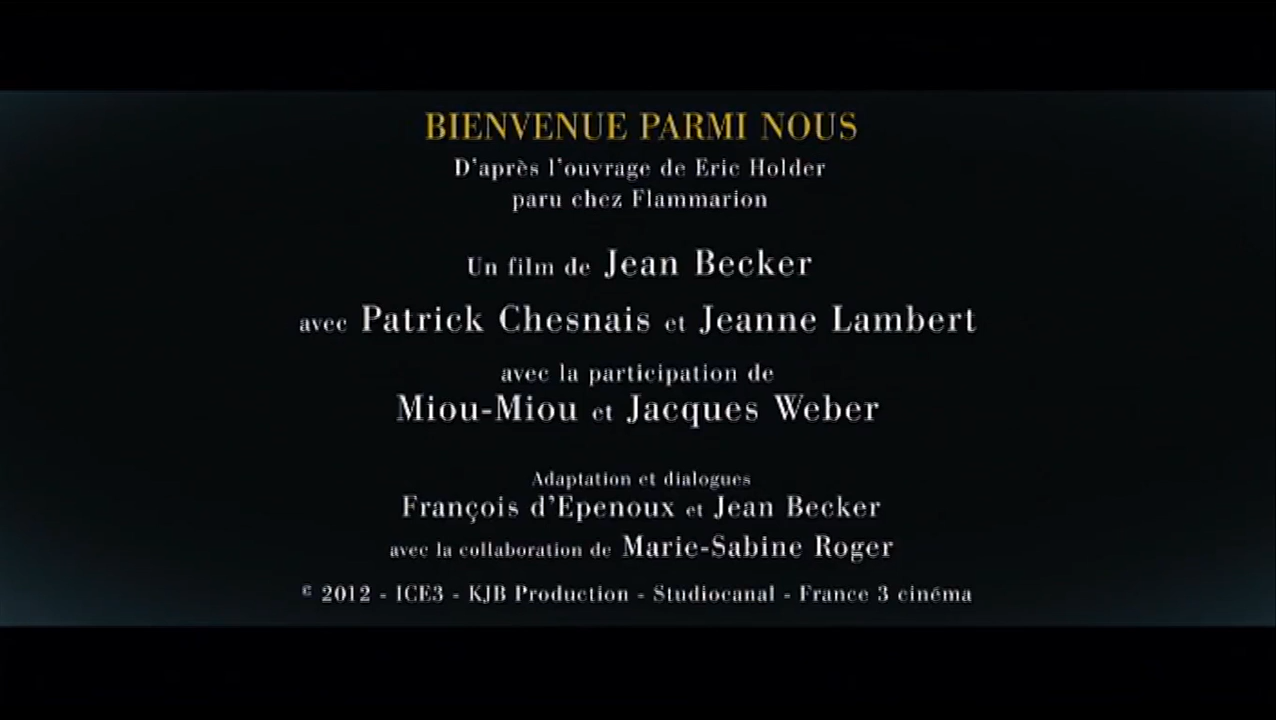 BIENVENUE PARMI NOUS
D'après l'ouvrage de Eric Holder
paru chez Flammarion
Un film de Jean Becker
avec Patrick Chesnais et Jeanne Lambert
avec la participation de
Miou-Miou et Jacques Weber
Adaptation et dialogues
François d'Epenoux et Jean Becker
avec la collaboration de Marie-Sabine Roger
© 2012 - ICE3 - KJB Production - Studiocanal - France 3 cinéma